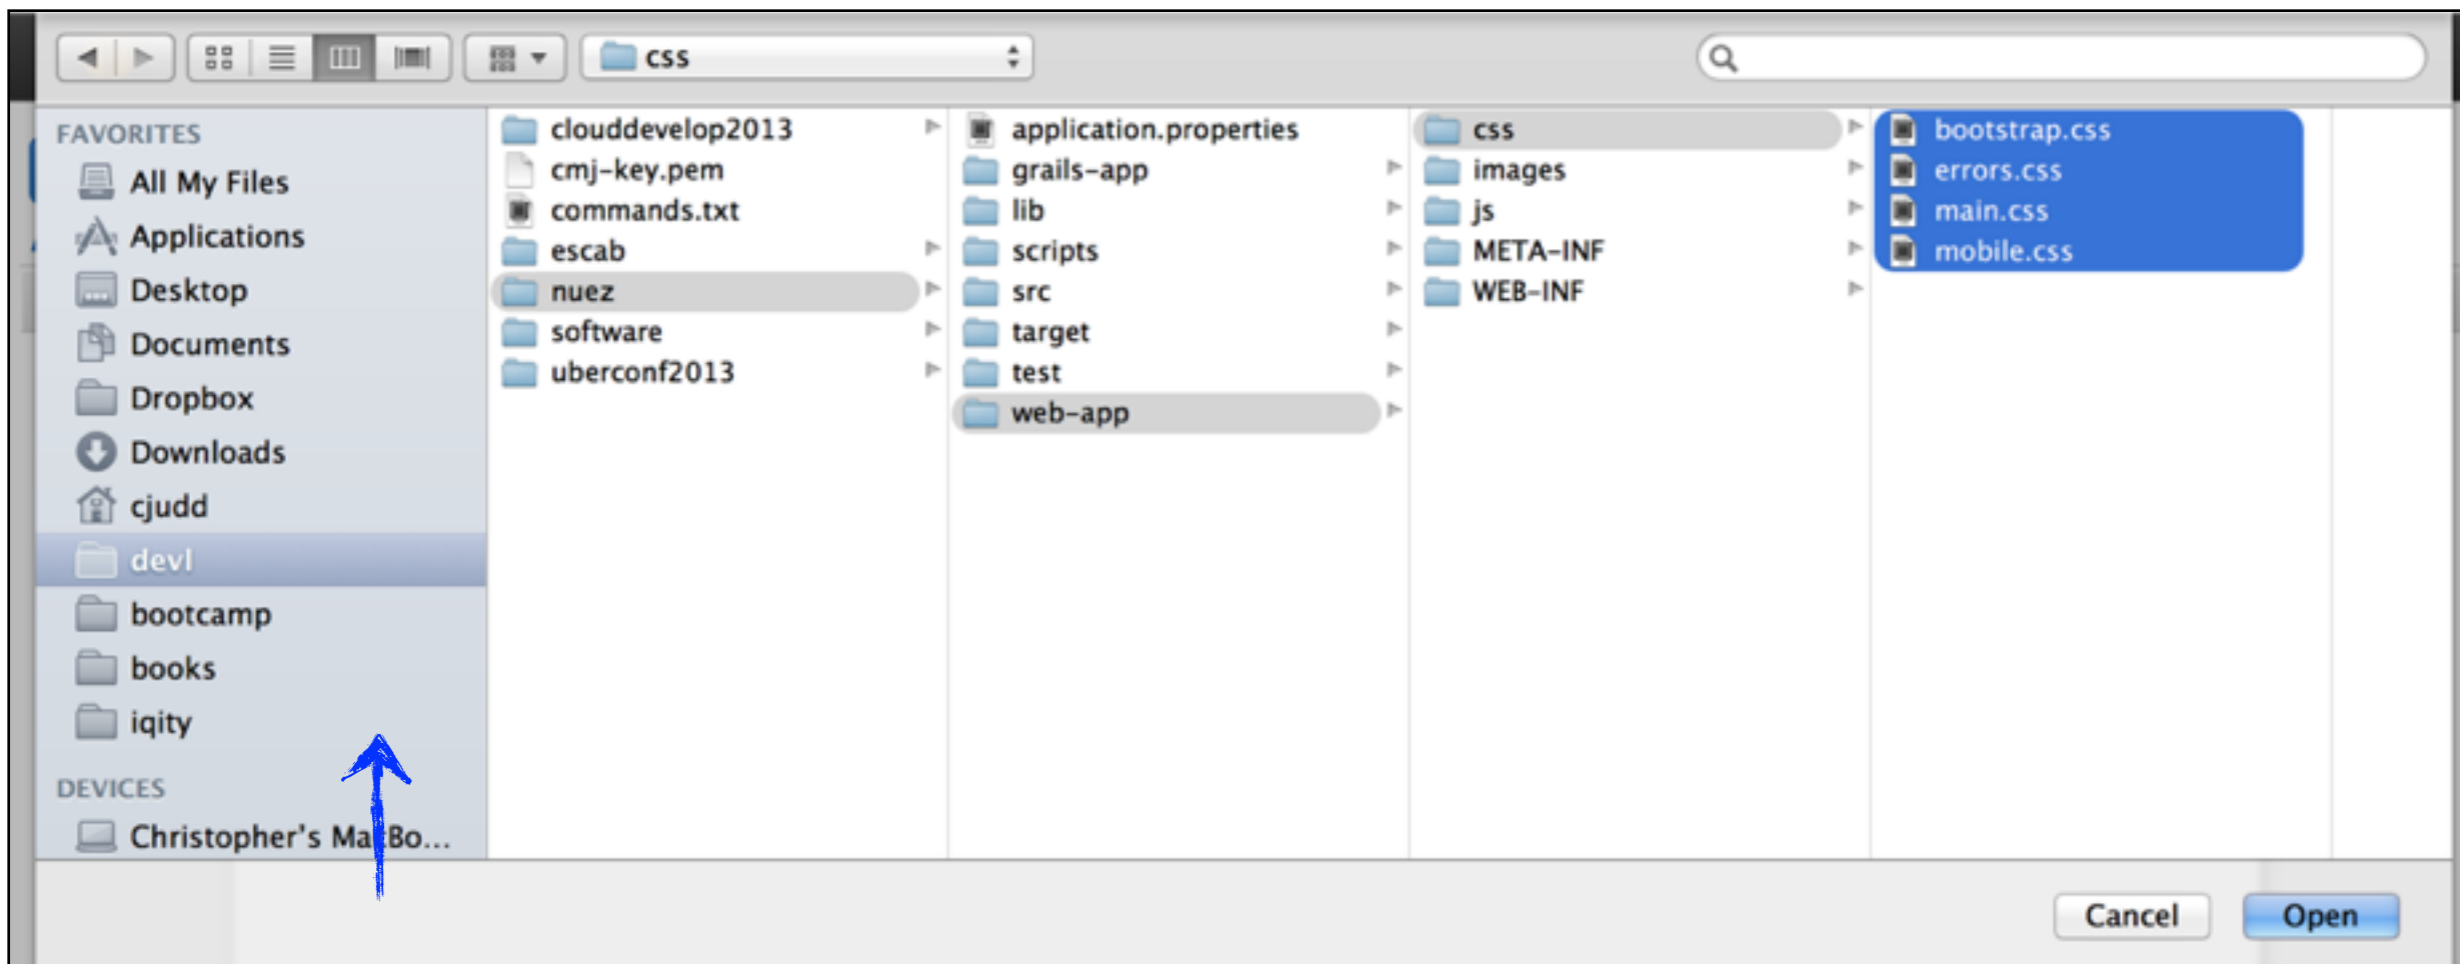 css
FAVORITES
All My Files
Applications
Desktop
Documents
Dropbox
Downloads
cjudd
devl
bootcamp
books
iqity
DEVICES
Christopher's MacBo...
clouddevelop2013
cmj-key.pem
commands.txt
escab
nuez
software
uberconf2013
application.properties
grails-app
lib
scripts
src
target
test
web-app
css
images
js
META-INF
WEB-INF
bootstrap.css
errors.css
main.css
mobile.css
Cancel
Open